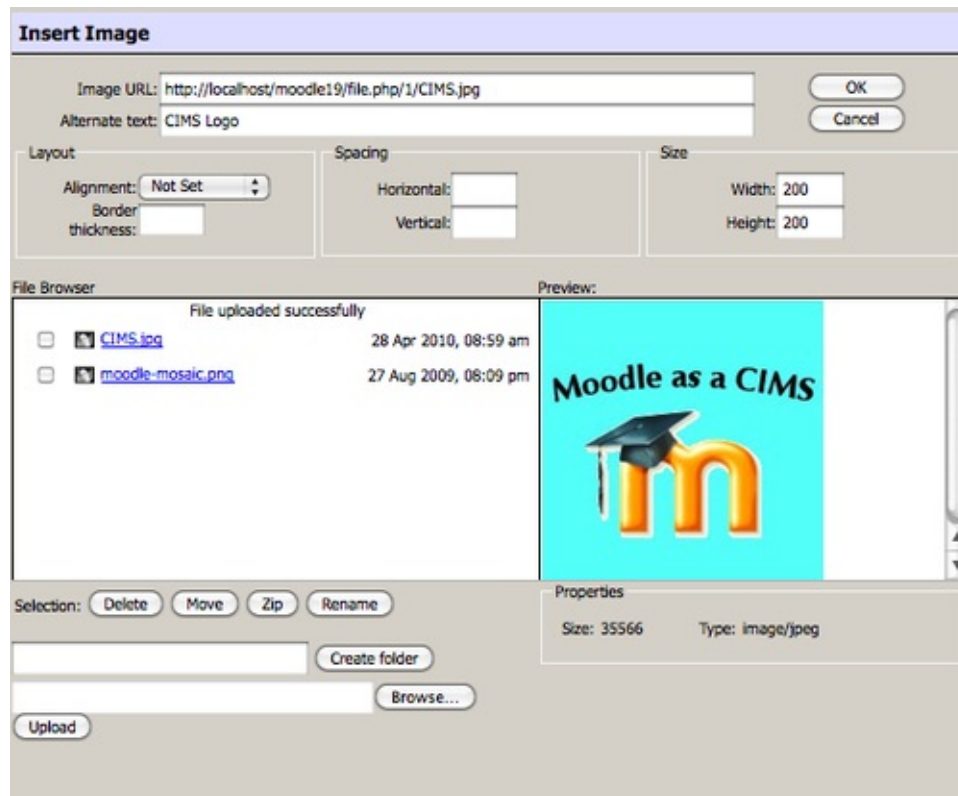 Insert Image
Image URL: http://localhost/moodle19/file.php/1/CIMS.jpg
OK
Alternate text: CIMS Logo
Cancel
Layout
Alignment: Not Set
Border
thickness:
Spacing
Horizontal:
Vertical:
Size
Width: 200
Height: 200
File Browser
File uploaded successfully
CIMS.jpg 28 Apr 2010, 08:59 am
moodle-mosaic.png 27 Aug 2009, 08:09 pm
Preview:
Moodle as a CIMS
m
Selection: Delete Move Zip Rename
Create folder
Browse...
Upload
Properties
Size: 35566 Type: image/jpeg